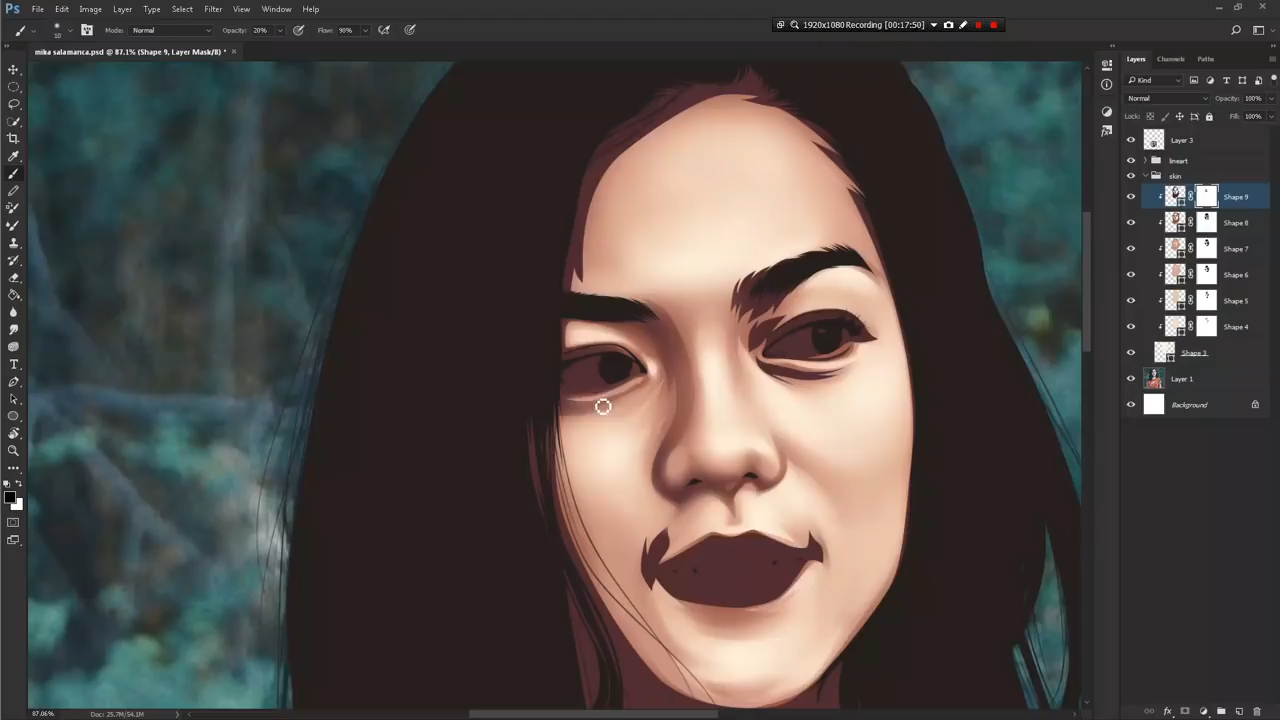 Ps File Edit Image Layer Type Select Filter 3D View Window Help
1920x1080 Recording [00:17:50]
10 Mode: Normal Opacity: 20% Flow: 90%
mika salamanca.psd @ 87.1% (Shape 9, Layer Mask/8) * ×
Layers Channels Paths
Kind
Normal Opacity: 100%
Lock: Fill: 100%
Layer 3
lineart
skin
Shape 9
Shape 8
Shape 7
Shape 6
Shape 5
Shape 4
Shape 3
Layer 1
Background
87.06% Doc: 25.7M/54.1M